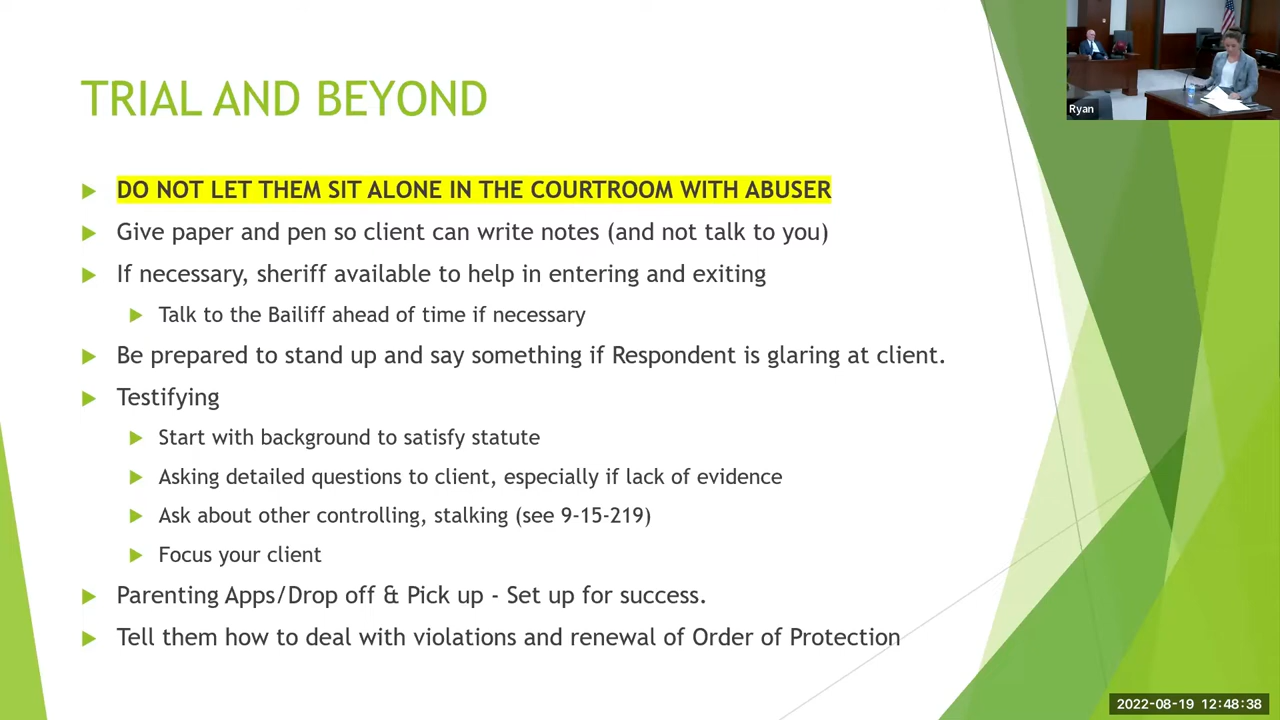 TRIAL AND BEYOND
Ryan
DO NOT LET THEM SIT ALONE IN THE COURTROOM WITH ABUSER
Give paper and pen so client can write notes (and not talk to you)
If necessary, sheriff available to help in entering and exiting
Talk to the Bailiff ahead of time if necessary
Be prepared to stand up and say something if Respondent is glaring at client.
Testifying
Start with background to satisfy statute
Asking detailed questions to client, especially if lack of evidence
Ask about other controlling, stalking (see 9-15-219)
Focus your client
Parenting Apps/Drop off & Pick up - Set up for success.
Tell them how to deal with violations and renewal of Order of Protection
2022-08-19 12:48:38